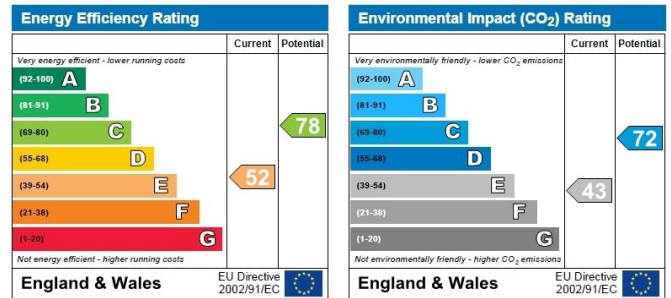 Energy Efficiency Rating
Current Potential
Very energy efficient - lower running costs
(92-100) A
(81-91) B
(69-80) C
(55-68) D
(39-54) E
(21-38) F
(1-20) G
78
52
Not energy efficient - higher running costs
England & Wales
EU Directive
2002/91/EC
Environmental Impact (CO₂) Rating
Current Potential
Very environmentally friendly - lower CO₂ emissions
(92-100) A
(81-91) B
(69-80) C
(55-68) D
(39-54) E
(21-38) F
(1-20) G
72
43
Not environmentally friendly - higher CO₂ emissions
England & Wales
EU Directive
2002/91/EC